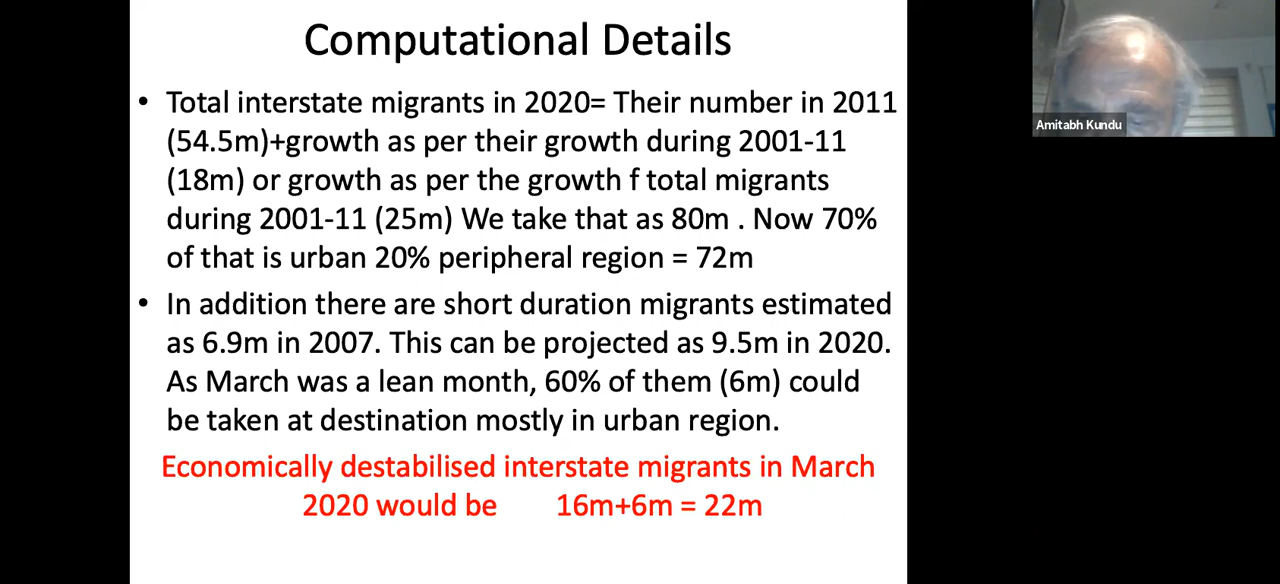 Computational Details
• Total interstate migrants in 2020= Their number in 2011
(54.5m)+growth as per their growth during 2001-11
(18m) or growth as per the growth f total migrants
during 2001-11 (25m) We take that as 80m . Now 70%
of that is urban 20% peripheral region = 72m
• In addition there are short duration migrants estimated
as 6.9m in 2007. This can be projected as 9.5m in 2020.
As March was a lean month, 60% of them (6m) could
be taken at destination mostly in urban region.
Economically destabilised interstate migrants in March
2020 would be 16m+6m = 22m
Amitabh Kundu